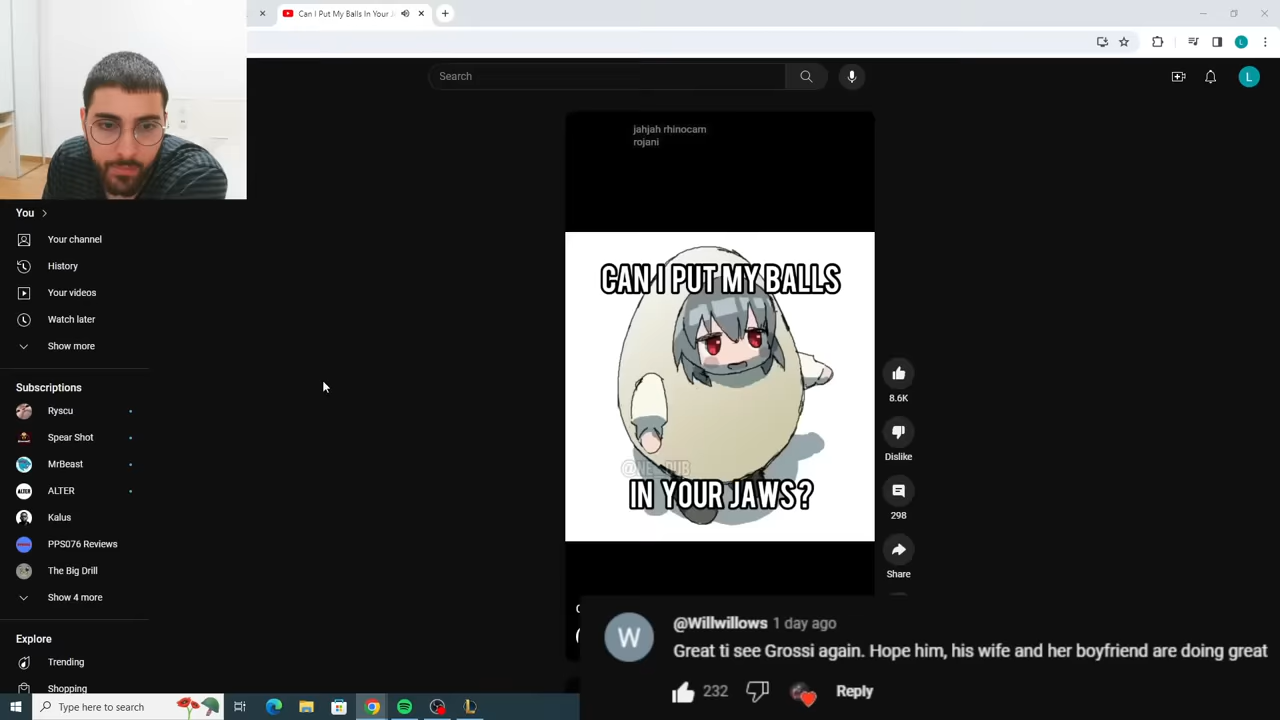 Can I Put My Balls In Your J
Search
L
L
jahjah rhinocam
rojani
You
Your channel
History
Your videos
Watch later
Show more
Subscriptions
Ryscu
Spear Shot
MrBeast
ALTER
Kalus
PPS076 Reviews
The Big Drill
Show 4 more
Explore
Trending
Shopping
CAN I PUT MY BALLS
IN YOUR JAWS?
8.6K
Dislike
298
Share
W
@Willwillows 1 day ago
Great ti see Grossi again. Hope him, his wife and her boyfriend are doing great
232
Reply
Type here to search